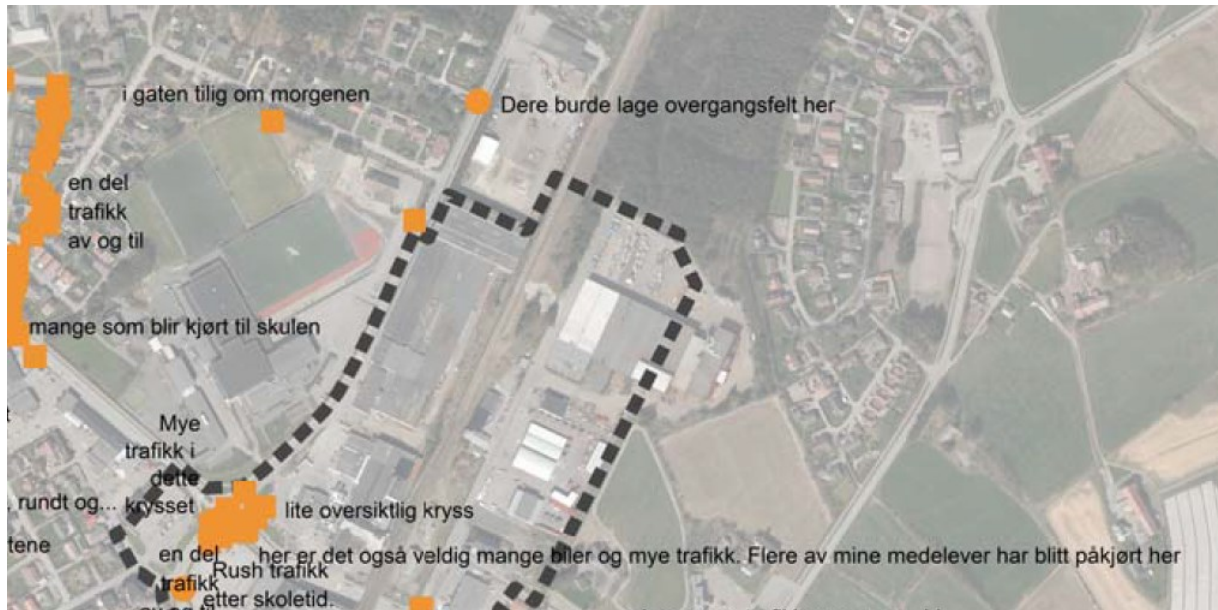 i gaten tilig om morgenen
Dere burde lage overgangsfelt her
en del
trafikk
av og til
mange som blir kjørt til skulen
Mye
trafikk i
dette
krysset
rundt og...
lite oversiktlig kryss
tene
en del
trafikk
her er det også veldig mange biler og mye trafikk. Flere av mine medelever har blitt påkjørt her
Rush trafikk
etter skoletid.